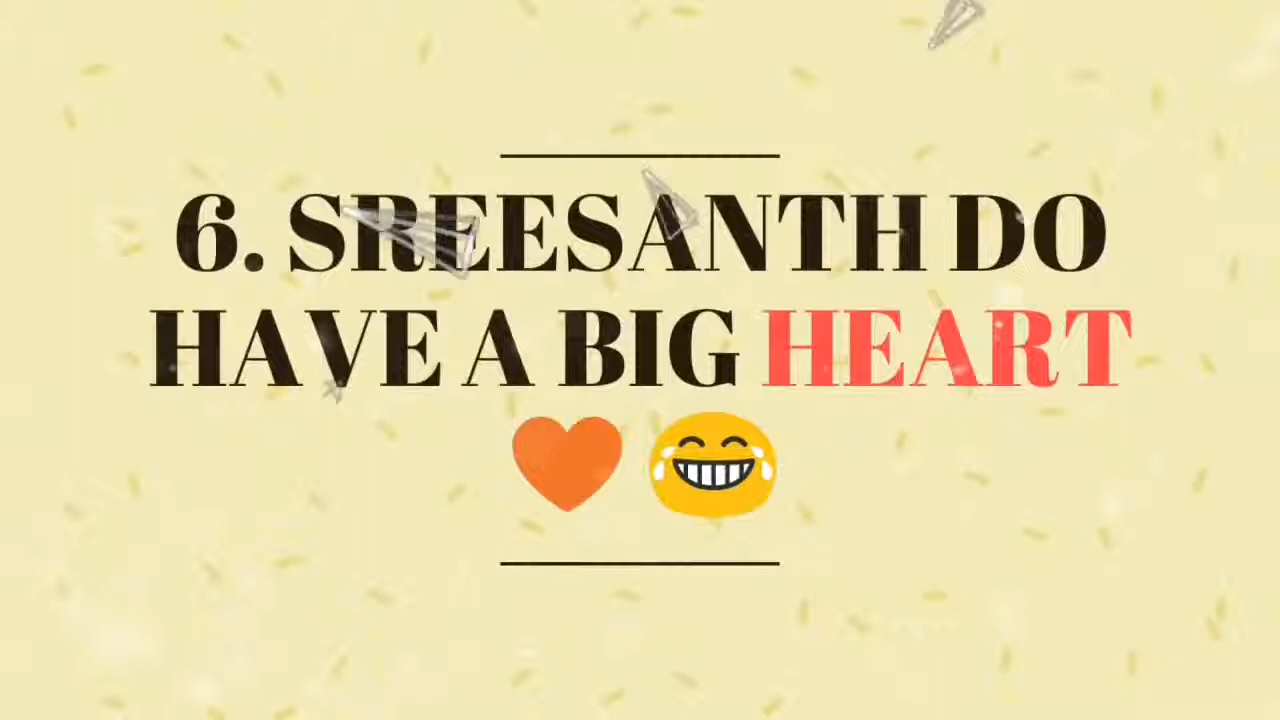 6. SREESANTH DO
HAVE A BIG HEART
🧡 😂